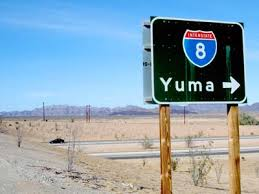 INTERSTATE
8
Yuma →